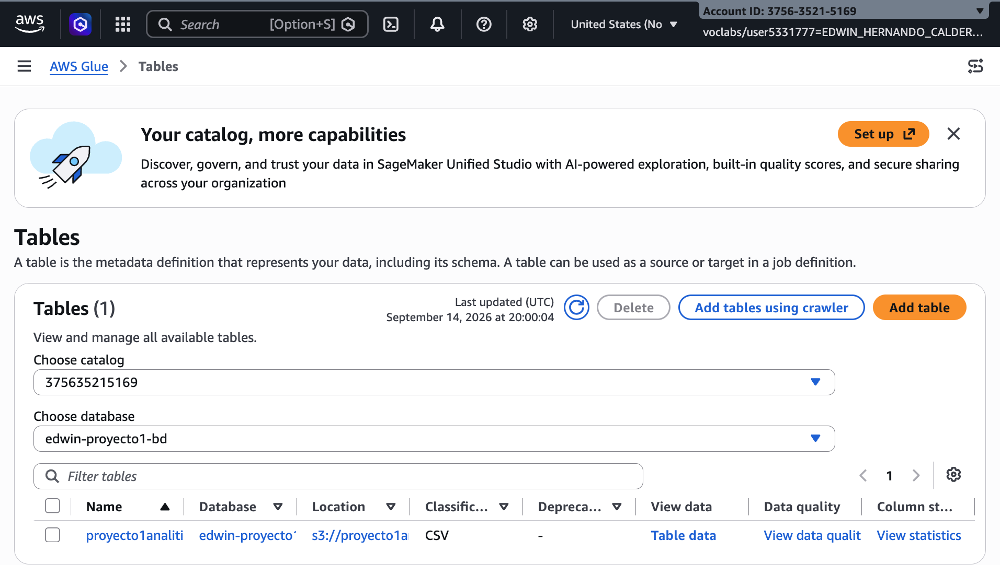 aws
Search [Option+S]
United States (No
Account ID: 3756-3521-5169
voclabs/user5331777=EDWIN_HERNANDO_CALDER...
AWS Glue > Tables
Your catalog, more capabilities
Set up
Discover, govern, and trust your data in SageMaker Unified Studio with AI-powered exploration, built-in quality scores, and secure sharing
across your organization
Tables
A table is the metadata definition that represents your data, including its schema. A table can be used as a source or target in a job definition.
Tables (1)
Last updated (UTC)
September 14, 2026 at 20:00:04
Delete
Add tables using crawler
Add table
View and manage all available tables.
Choose catalog
375635215169
Choose database
edwin-proyecto1-bd
Filter tables
1
Name Database Location Classific... Depreca... View data Data quality Column st...
proyecto1analiti edwin-proyecto1 s3://proyecto1a CSV - Table data View data qualit View statistics